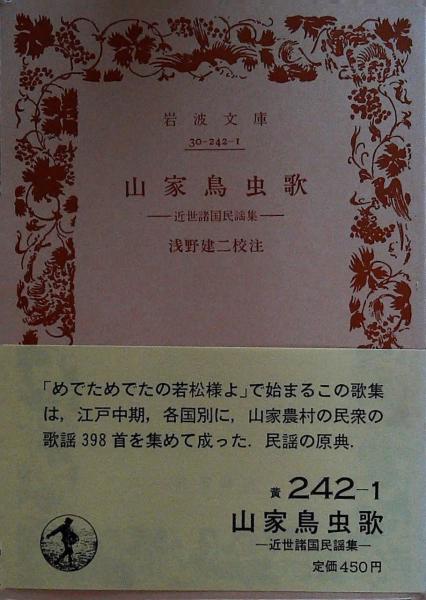 岩波文庫
30-242-1
山家鳥虫歌
—近世諸国民謡集—
浅野建二校注
「めでためでたの若松様よ」で始まるこの歌集
は，江戸中期，各国別に，山家農村の民衆の
歌謡398首を集めて成った．民謡の原典．
黄 242-1
山家鳥虫歌
—近世諸国民謡集—
定価450円